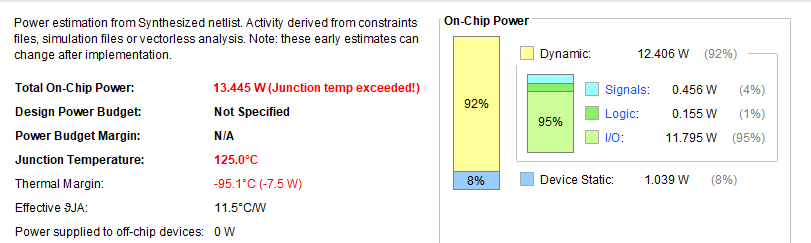 Power estimation from Synthesized netlist. Activity derived from constraints
files, simulation files or vectorless analysis. Note: these early estimates can
change after implementation.
Total On-Chip Power: 13.445 W (Junction temp exceeded!)
Design Power Budget: Not Specified
Power Budget Margin: N/A
Junction Temperature: 125.0°C
Thermal Margin: -95.1°C (-7.5 W)
Effective ϑJA: 11.5°C/W
Power supplied to off-chip devices: 0 W
On-Chip Power
Dynamic: 12.406 W (92%)
92%
95%
Signals: 0.456 W (4%)
Logic: 0.155 W (1%)
I/O: 11.795 W (95%)
8%
Device Static: 1.039 W (8%)